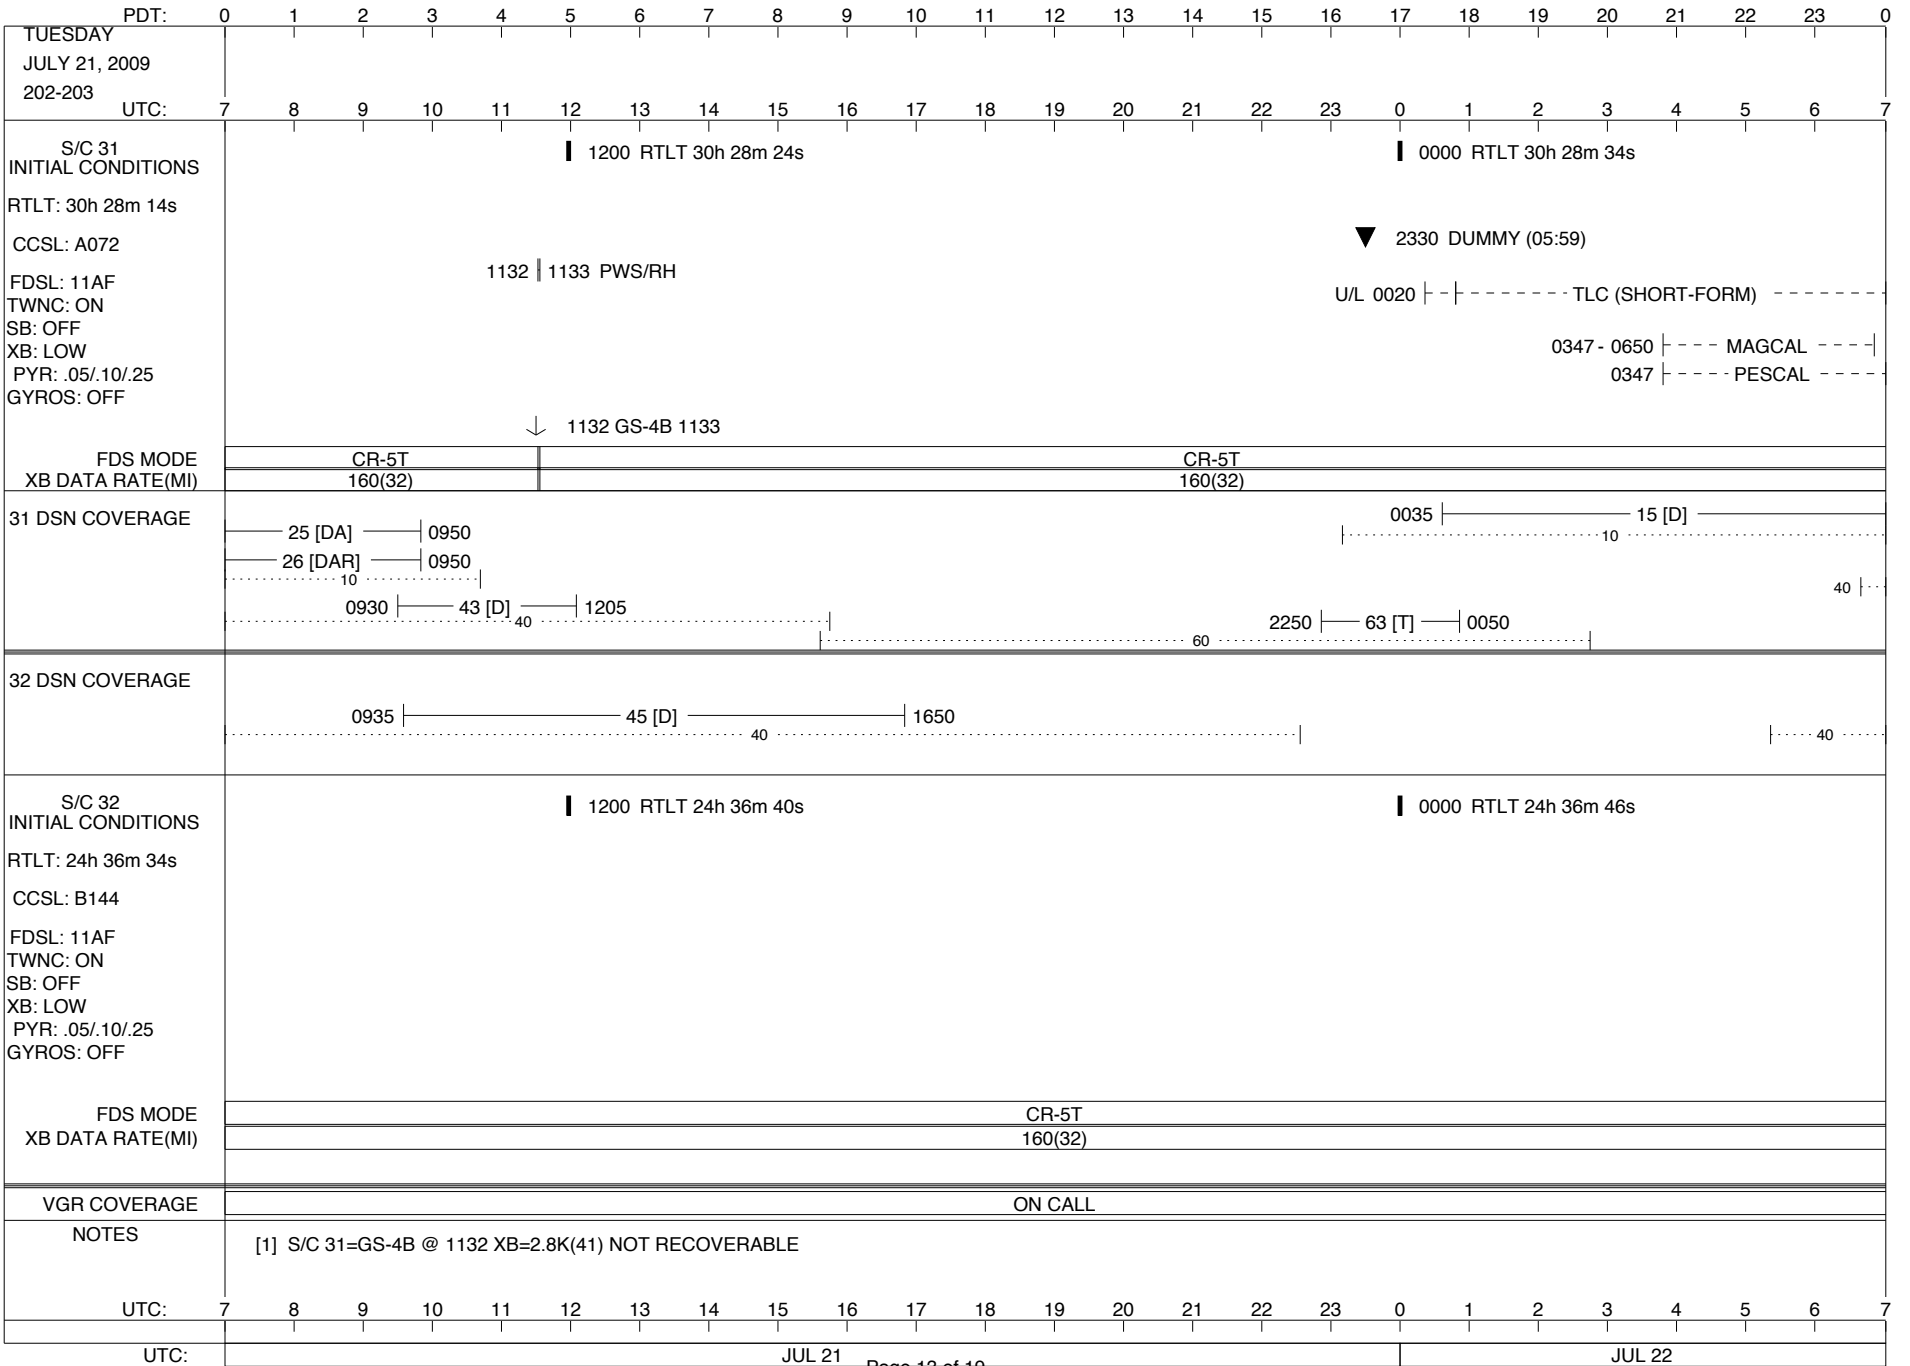 PDT: 0 1 2 3 4 5 6 7 8 9 10 11 12 13 14 15 16 17 18 19 20 21 22 23 0
TUESDAY
JULY 21, 2009
202-203
UTC: 7 8 9 10 11 12 13 14 15 16 17 18 19 20 21 22 23 0 1 2 3 4 5 6 7
S/C 31
INITIAL CONDITIONS
1200 RTLT 30h 28m 24s
0000 RTLT 30h 28m 34s
RTLT: 30h 28m 14s
CCSL: A072
2330 DUMMY (05:59)
1132 1133 PWS/RH
FDSL: 11AF
U/L 0020 TLC (SHORT-FORM)
TWNC: ON
SB: OFF
XB: LOW
0347 - 0650 MAGCAL
PYR: .05/.10/.25
0347 PESCAL
GYROS: OFF
1132 GS-4B 1133
FDS MODE CR-5T CR-5T
XB DATA RATE(MI) 160(32) 160(32)
31 DSN COVERAGE
0035 15 [D]
25 [DA] 0950
10
26 [DAR] 0950
10
40
0930 43 [D] 1205
40
2250 63 [T] 0050
60
32 DSN COVERAGE
0935 45 [D] 1650
40 40
S/C 32
INITIAL CONDITIONS
1200 RTLT 24h 36m 40s
0000 RTLT 24h 36m 46s
RTLT: 24h 36m 34s
CCSL: B144
FDSL: 11AF
TWNC: ON
SB: OFF
XB: LOW
PYR: .05/.10/.25
GYROS: OFF
FDS MODE CR-5T
XB DATA RATE(MI) 160(32)
VGR COVERAGE ON CALL
NOTES
[1] S/C 31=GS-4B @ 1132 XB=2.8K(41) NOT RECOVERABLE
UTC: 7 8 9 10 11 12 13 14 15 16 17 18 19 20 21 22 23 0 1 2 3 4 5 6 7
UTC: JUL 21 JUL 22
Page 13 of 19